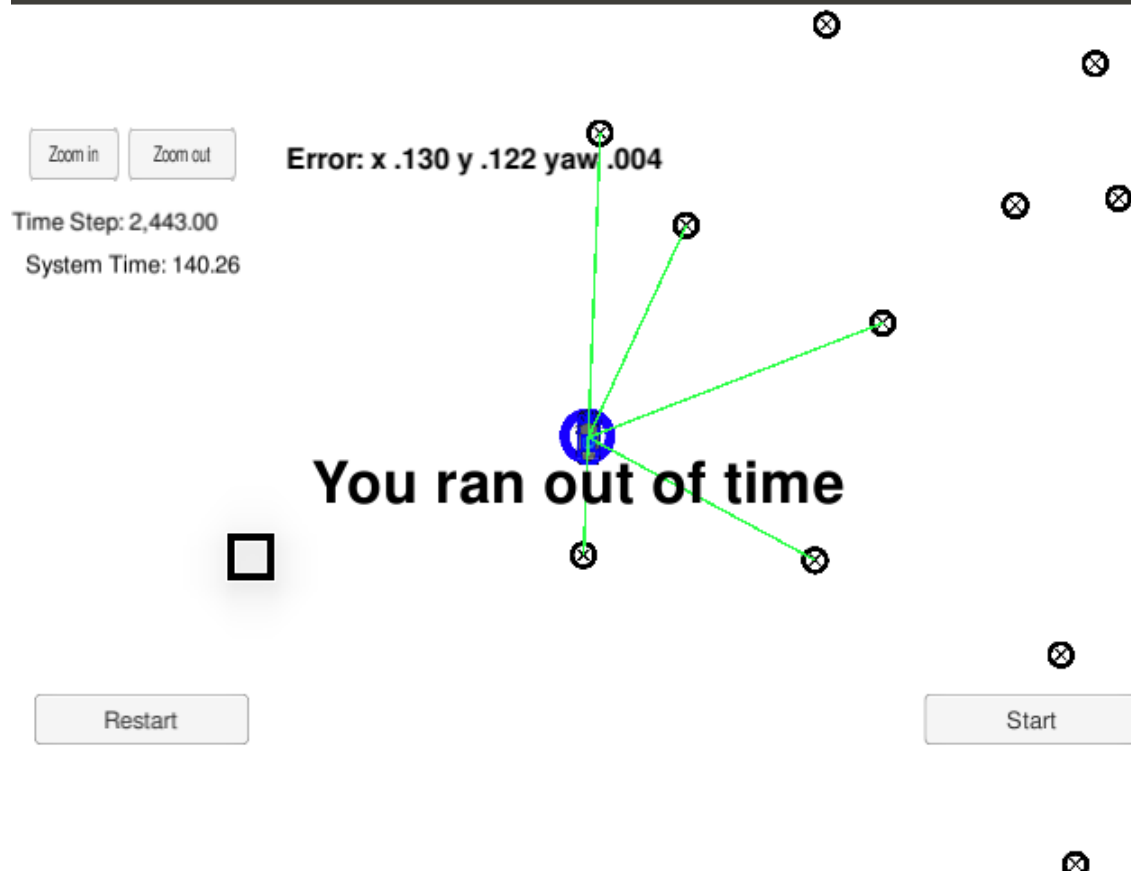 Zoom in
Zoom out
Error: x .130 y .122 yaw .004
Time Step: 2,443.00
System Time: 140.26
You ran out of time
Restart
Start